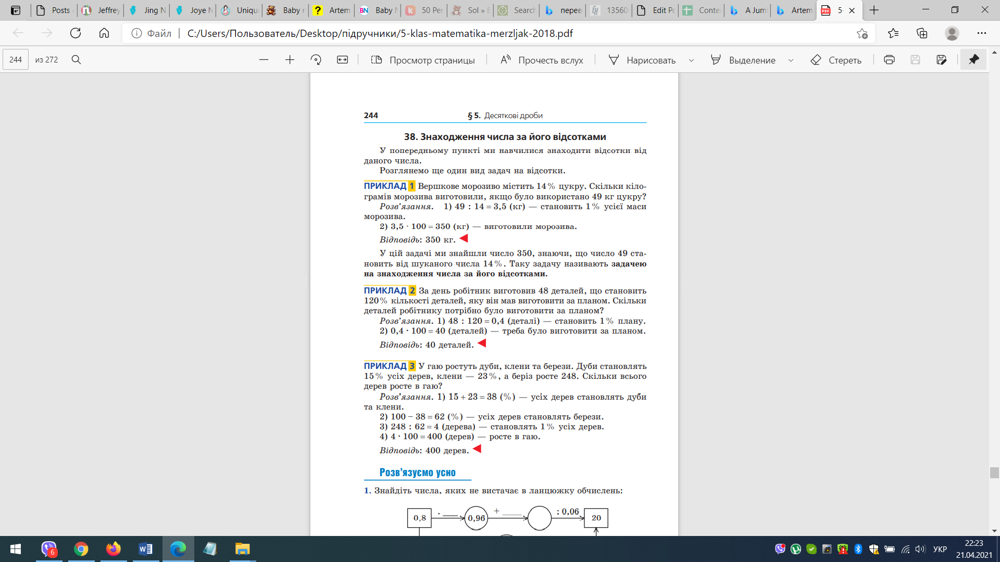 Posts
Jeffrey
Jing N
Joye N
Uniqu
Baby n
Artem
Baby N
50 Per
Sol » E
Search
перев
13560
Edit Po
Conte
A Juml
Artem
5-
Файл
C:/Users/Пользователь/Desktop/підручники/5-klas-matematika-merzljak-2018.pdf
244 из 272
Просмотр страницы
Прочесть вслух
Нарисовать
Выделение
Стереть
244 § 5. Десяткові дроби
38. Знаходження числа за його відсотками
У попередньому пункті ми навчилися знаходити відсотки від
даного числа.
Розглянемо ще один вид задач на відсотки.
ПРИКЛАД 1 Вершкове морозиво містить 14% цукру. Скільки кіло-
грамів морозива виготовили, якщо було використано 49 кг цукру?
Розв’язання. 1) 49 : 14 = 3,5 (кг) — становить 1% усієї маси
морозива.
2) 3,5 · 100 = 350 (кг) — виготовили морозива.
Відповідь: 350 кг.
У цій задачі ми знайшли число 350, знаючи, що число 49 ста-
новить від шуканого числа 14%. Таку задачу називають задачею
на знаходження числа за його відсотками.
ПРИКЛАД 2 За день робітник виготовив 48 деталей, що становить
120% кількості деталей, яку він мав виготовити за планом. Скільки
деталей робітнику потрібно було виготовити за планом?
Розв’язання. 1) 48 : 120 = 0,4 (деталі) — становить 1% плану.
2) 0,4 · 100 = 40 (деталей) — треба було виготовити за планом.
Відповідь: 40 деталей.
ПРИКЛАД 3 У гаю ростуть дуби, клени та берези. Дуби становлять
15% усіх дерев, клени — 23%, а беріз росте 248. Скільки всього
дерев росте в гаю?
Розв’язання. 1) 15 + 23 = 38 (%) — усіх дерев становлять дуби
та клени.
2) 100 − 38 = 62 (%) — усіх дерев становлять берези.
3) 248 : 62 = 4 (дерева) — становлять 1% усіх дерев.
4) 4 · 100 = 400 (дерев) — росте в гаю.
Відповідь: 400 дерев.
Розв’язуємо усно
1. Знайдіть числа, яких не вистачає в ланцюжку обчислень:
0,8 · ___ 0,96 + ___ : 0,06 20
6
УКР
22:23
21.04.2021